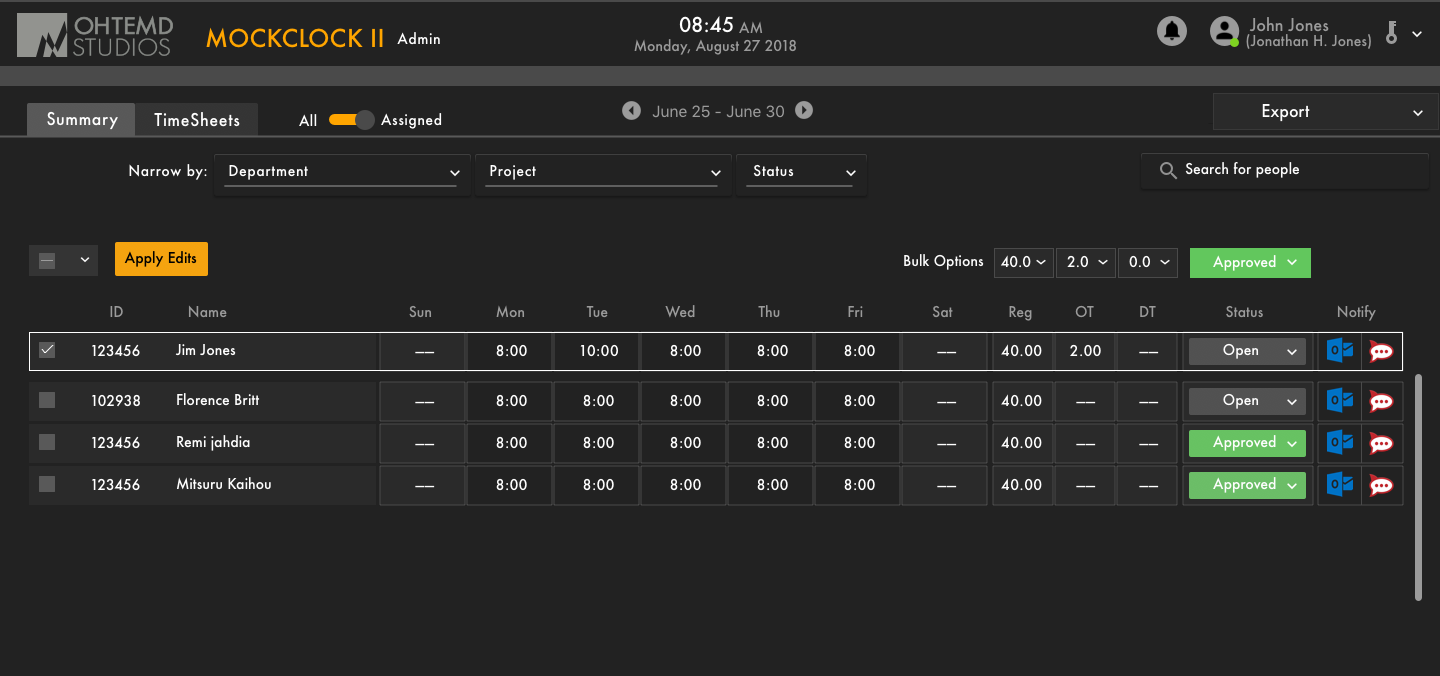 OHTEMD STUDIOS
MOCKCLOCK II Admin
08:45 AM
Monday, August 27 2018
John Jones
(Jonathan H. Jones)
Summary TimeSheets All Assigned June 25 - June 30 Export
Narrow by: Department Project Status Search for people
Apply Edits Bulk Options 40.0 2.0 0.0 Approved
ID Name Sun Mon Tue Wed Thu Fri Sat Reg OT DT Status Notify
123456 Jim Jones — 8:00 10:00 8:00 8:00 8:00 — 40.00 2.00 — Open
102938 Florence Britt — 8:00 8:00 8:00 8:00 8:00 — 40.00 — — Open
123456 Remi jahdia — 8:00 8:00 8:00 8:00 8:00 — 40.00 — — Approved
123456 Mitsuru Kaihou — 8:00 8:00 8:00 8:00 8:00 — 40.00 — — Approved